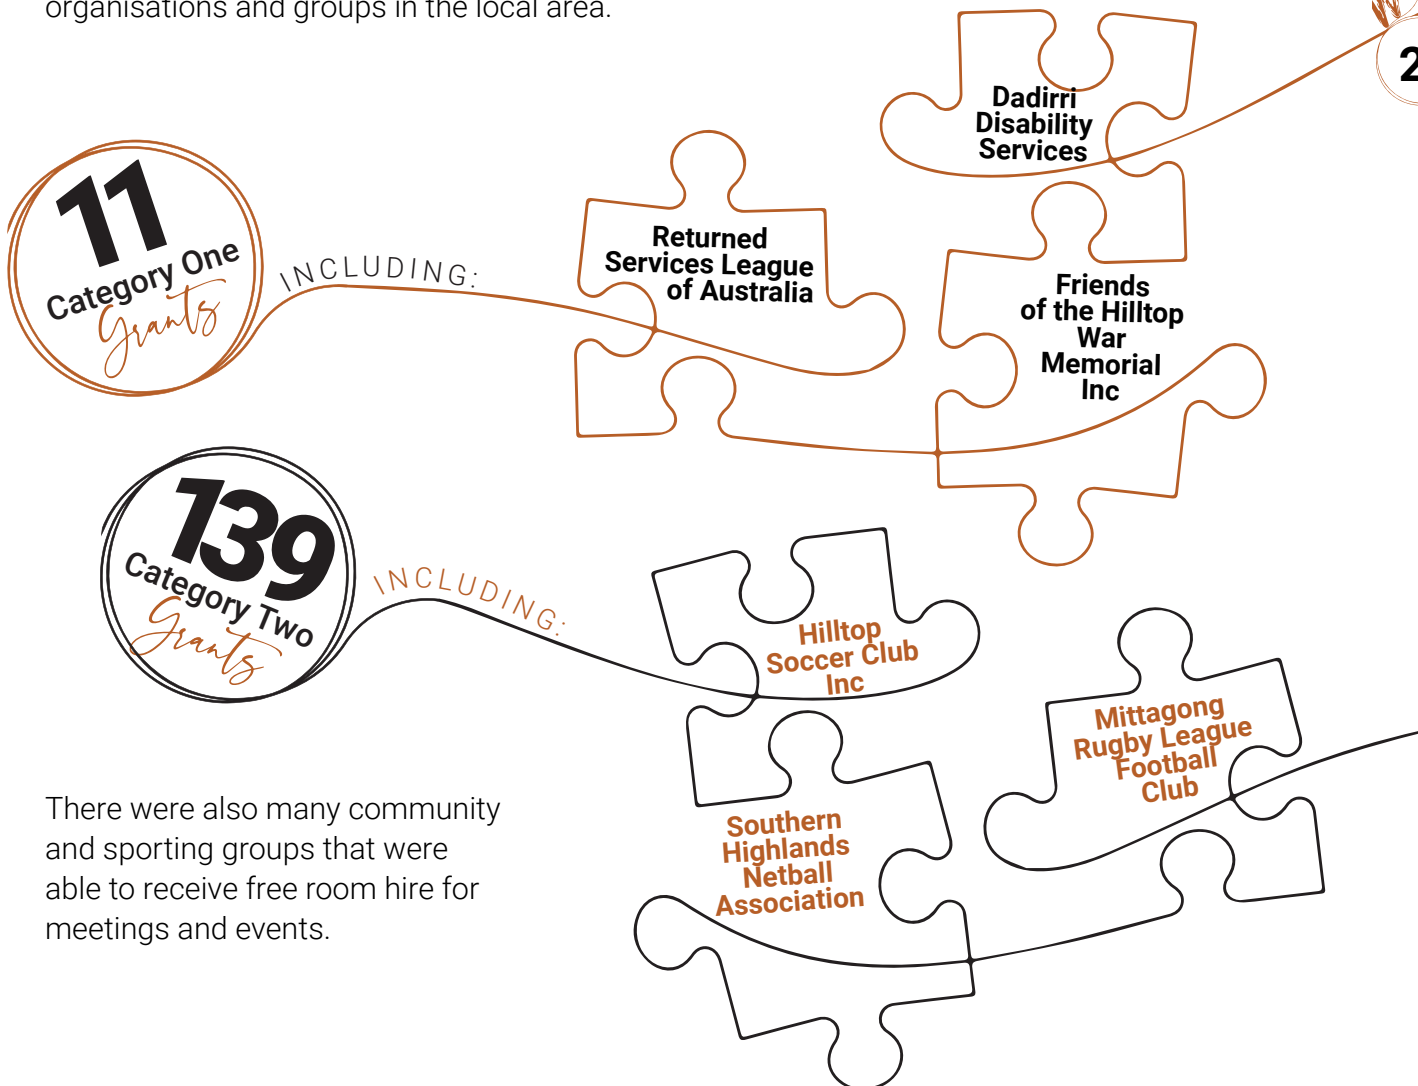 organisations and groups in the local area.
2
11
Category One
Grants
INCLUDING:
Returned
Services League
of Australia
Dadirri
Disability
Services
Friends
of the Hilltop
War
Memorial
Inc
139
Category Two
Grants
INCLUDING:
Hilltop
Soccer Club
Inc
Mittagong
Rugby League
Football
Club
Southern
Highlands
Netball
Association
There were also many community
and sporting groups that were
able to receive free room hire for
meetings and events.